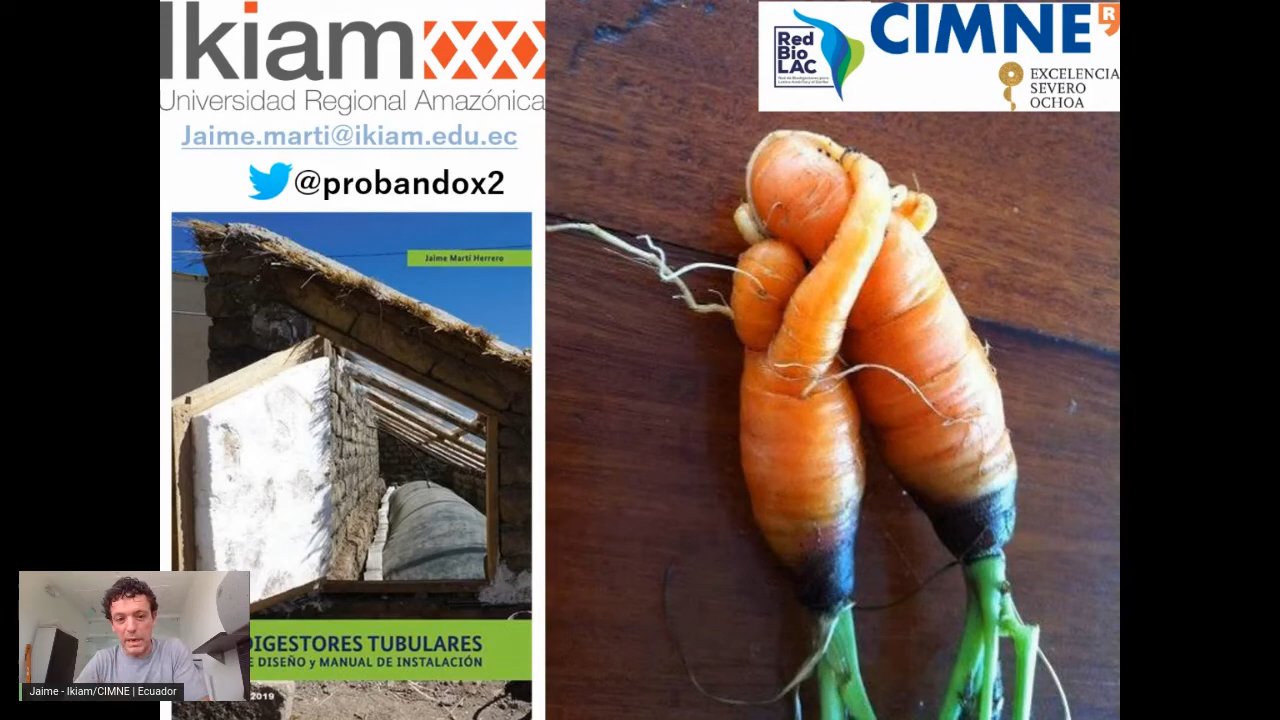 Ikiam
Universidad Regional Amazónica
Jaime.marti@ikiam.edu.ec
@probandox2
Jaime Martí Herrero
DIGESTORES TUBULARES
E DISEÑO y MANUAL DE INSTALACIÓN
2019
Jaime - Ikiam/CIMNE | Ecuador
Red
Bio
LAC
CIMNE
R
EXCELENCIA
SEVERO
OCHOA